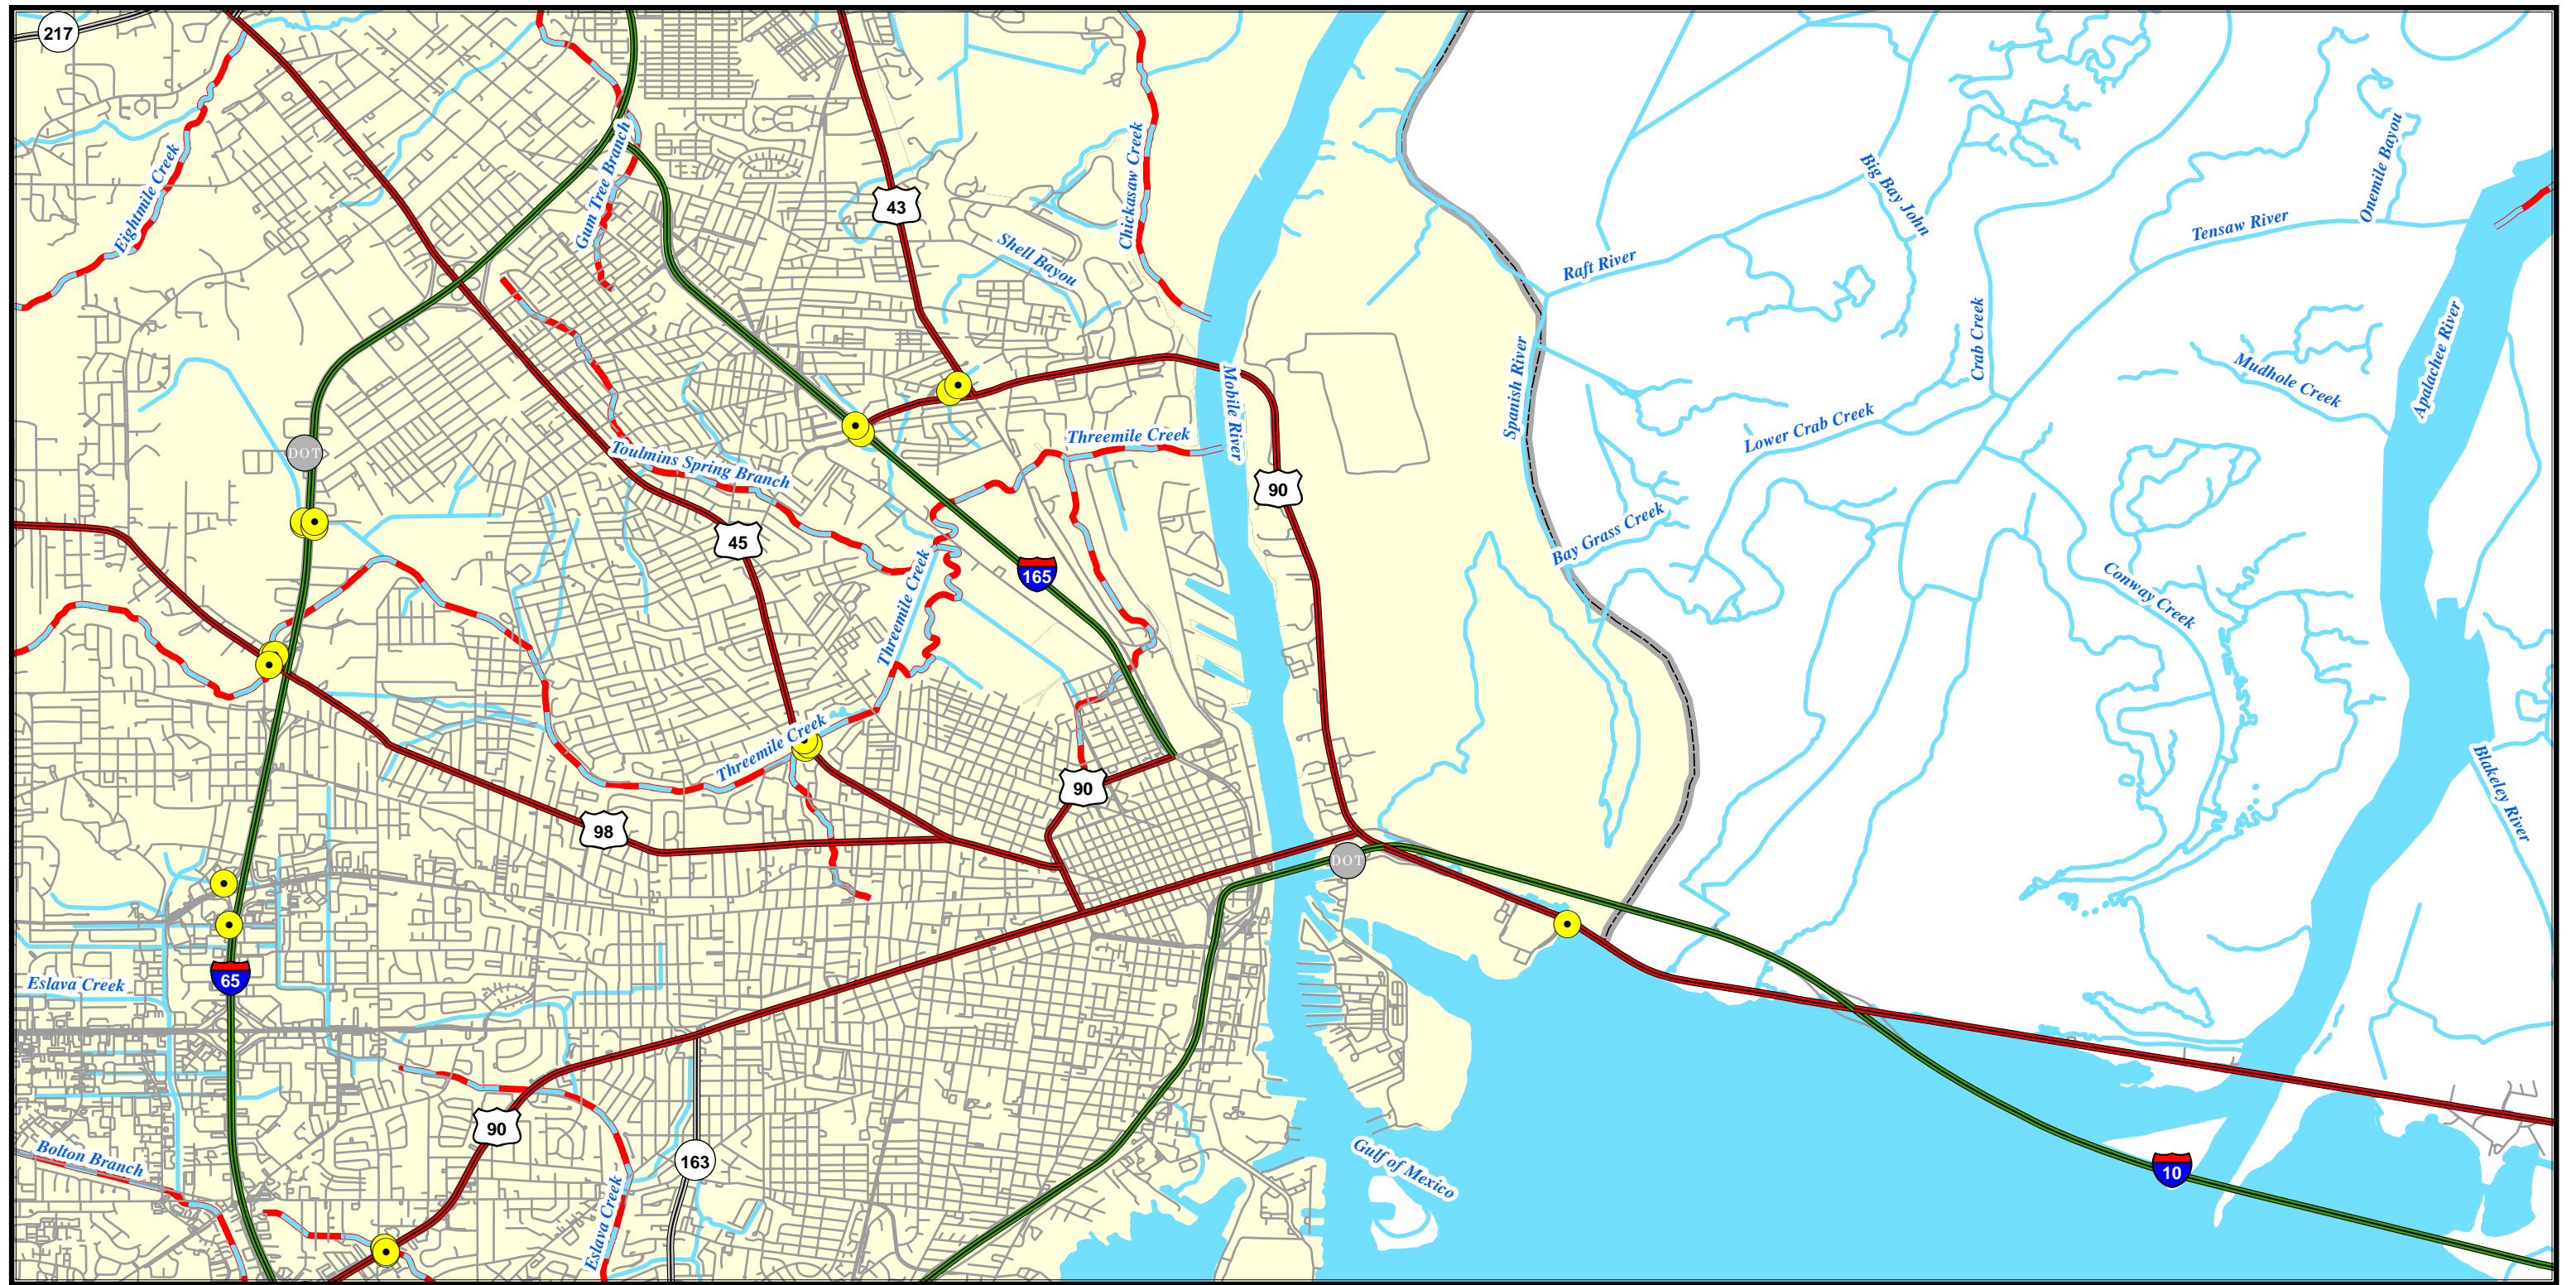 217
Eightmile Creek
Gum Tree Branch
Chickasaw Creek
43
Shell Bayou
Big Bay John
Onemile Bayou
Tensaw River
Raft River
Crab Creek
Apalachee River
Spanish River
Mobile River
Mudhole Creek
Lower Crab Creek
Threemile Creek
Toulmins Spring Branch
DOT
90
45
Bay Grass Creek
165
Threemile Creek
Conway Creek
Threemile Creek
90
Blakeley River
98
DOT
65
Eslava Creek
90
163
Bolton Branch
Eslava Creek
Gulf of Mexico
10